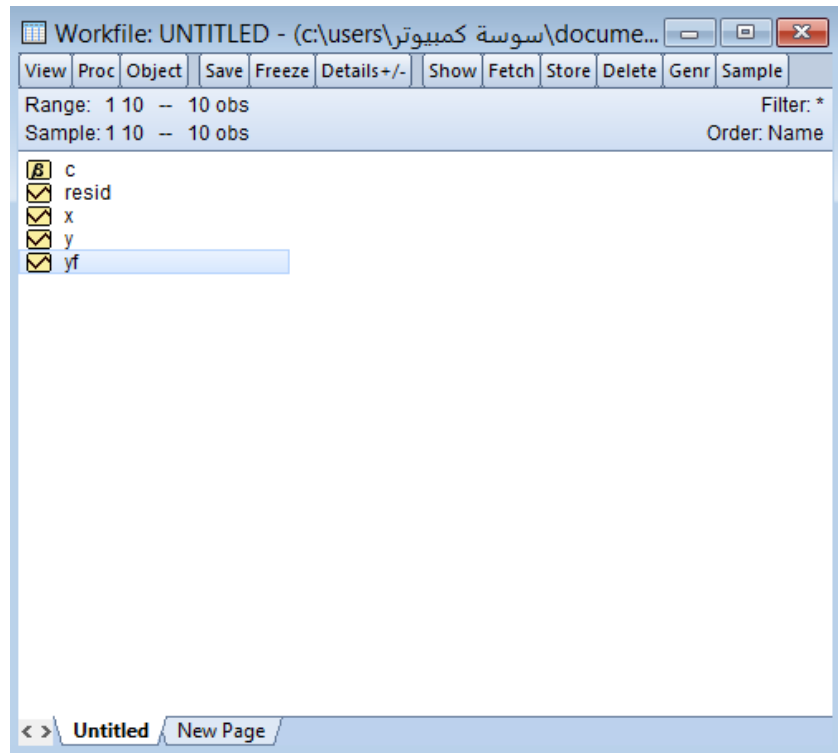 Workfile: UNTITLED - (c:\users\سوسة كمبيوتر\docume...
View Proc Object Save Freeze Details+/- Show Fetch Store Delete Genr Sample
Range: 1 10 -- 10 obs Filter: *
Sample: 1 10 -- 10 obs Order: Name
β c
resid
x
y
yf
< > Untitled New Page